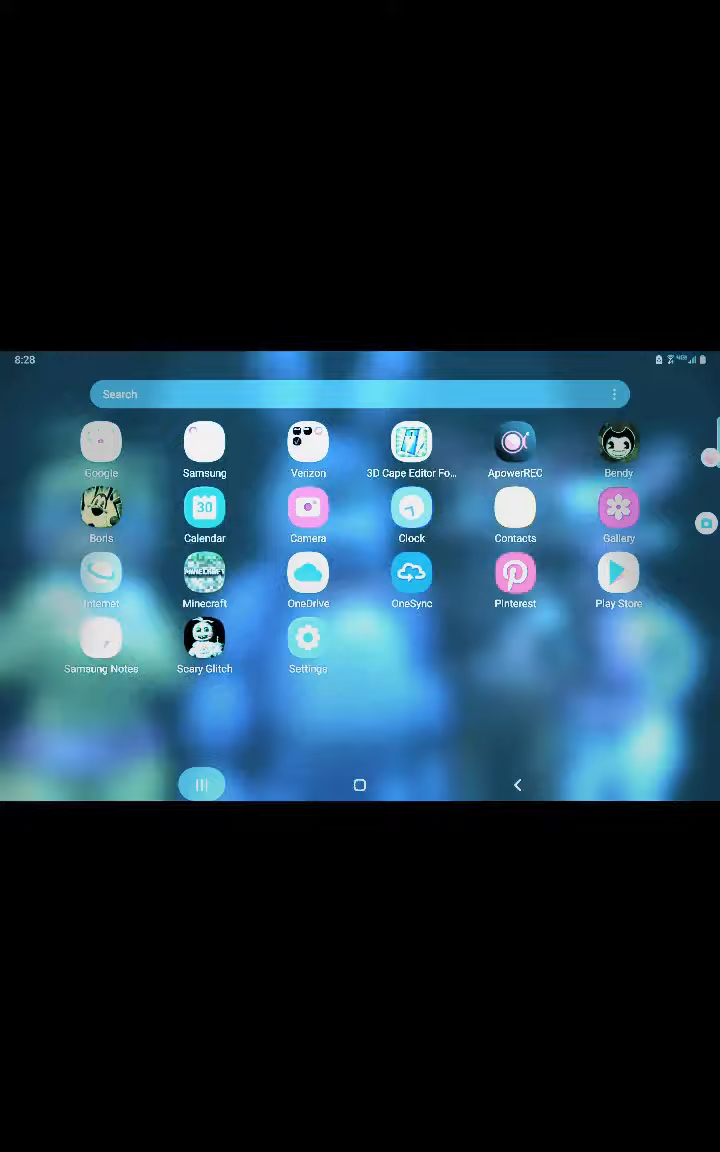 8:28
Search
Google Samsung Verizon 3D Cape Editor Fo... ApowerREC Bendy
30
Boris Calendar Camera Clock Contacts Gallery
MINECRAFT
Internet Minecraft OneDrive OneSync Pinterest Play Store
Samsung Notes Scary Glitch Settings